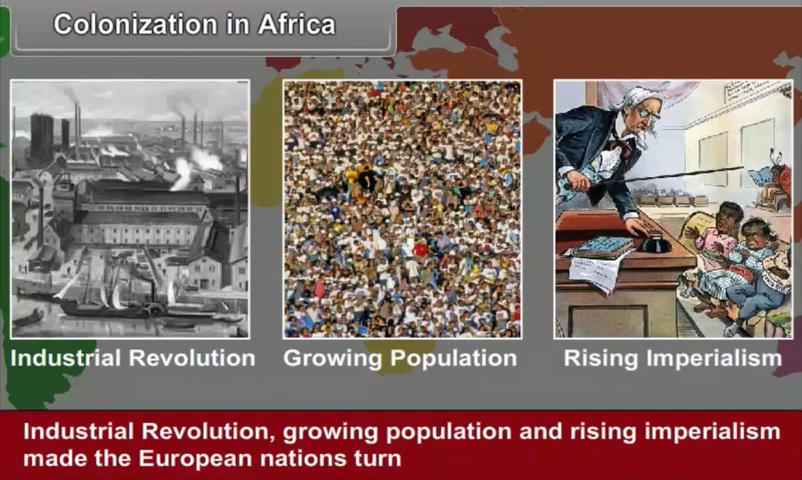 Colonization in Africa
Industrial Revolution
Growing Population
Rising Imperialism
Industrial Revolution, growing population and rising imperialism
made the European nations turn